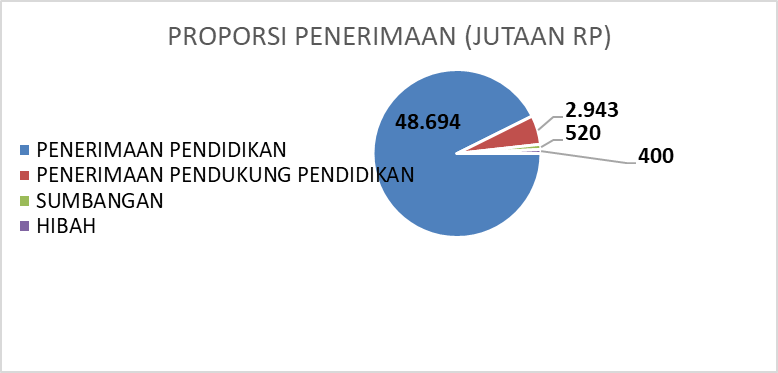 PROPORSI PENERIMAAN (JUTAAN RP)
48.694
2.943
520
400
PENERIMAAN PENDIDIKAN
PENERIMAAN PENDUKUNG PENDIDIKAN
SUMBANGAN
HIBAH